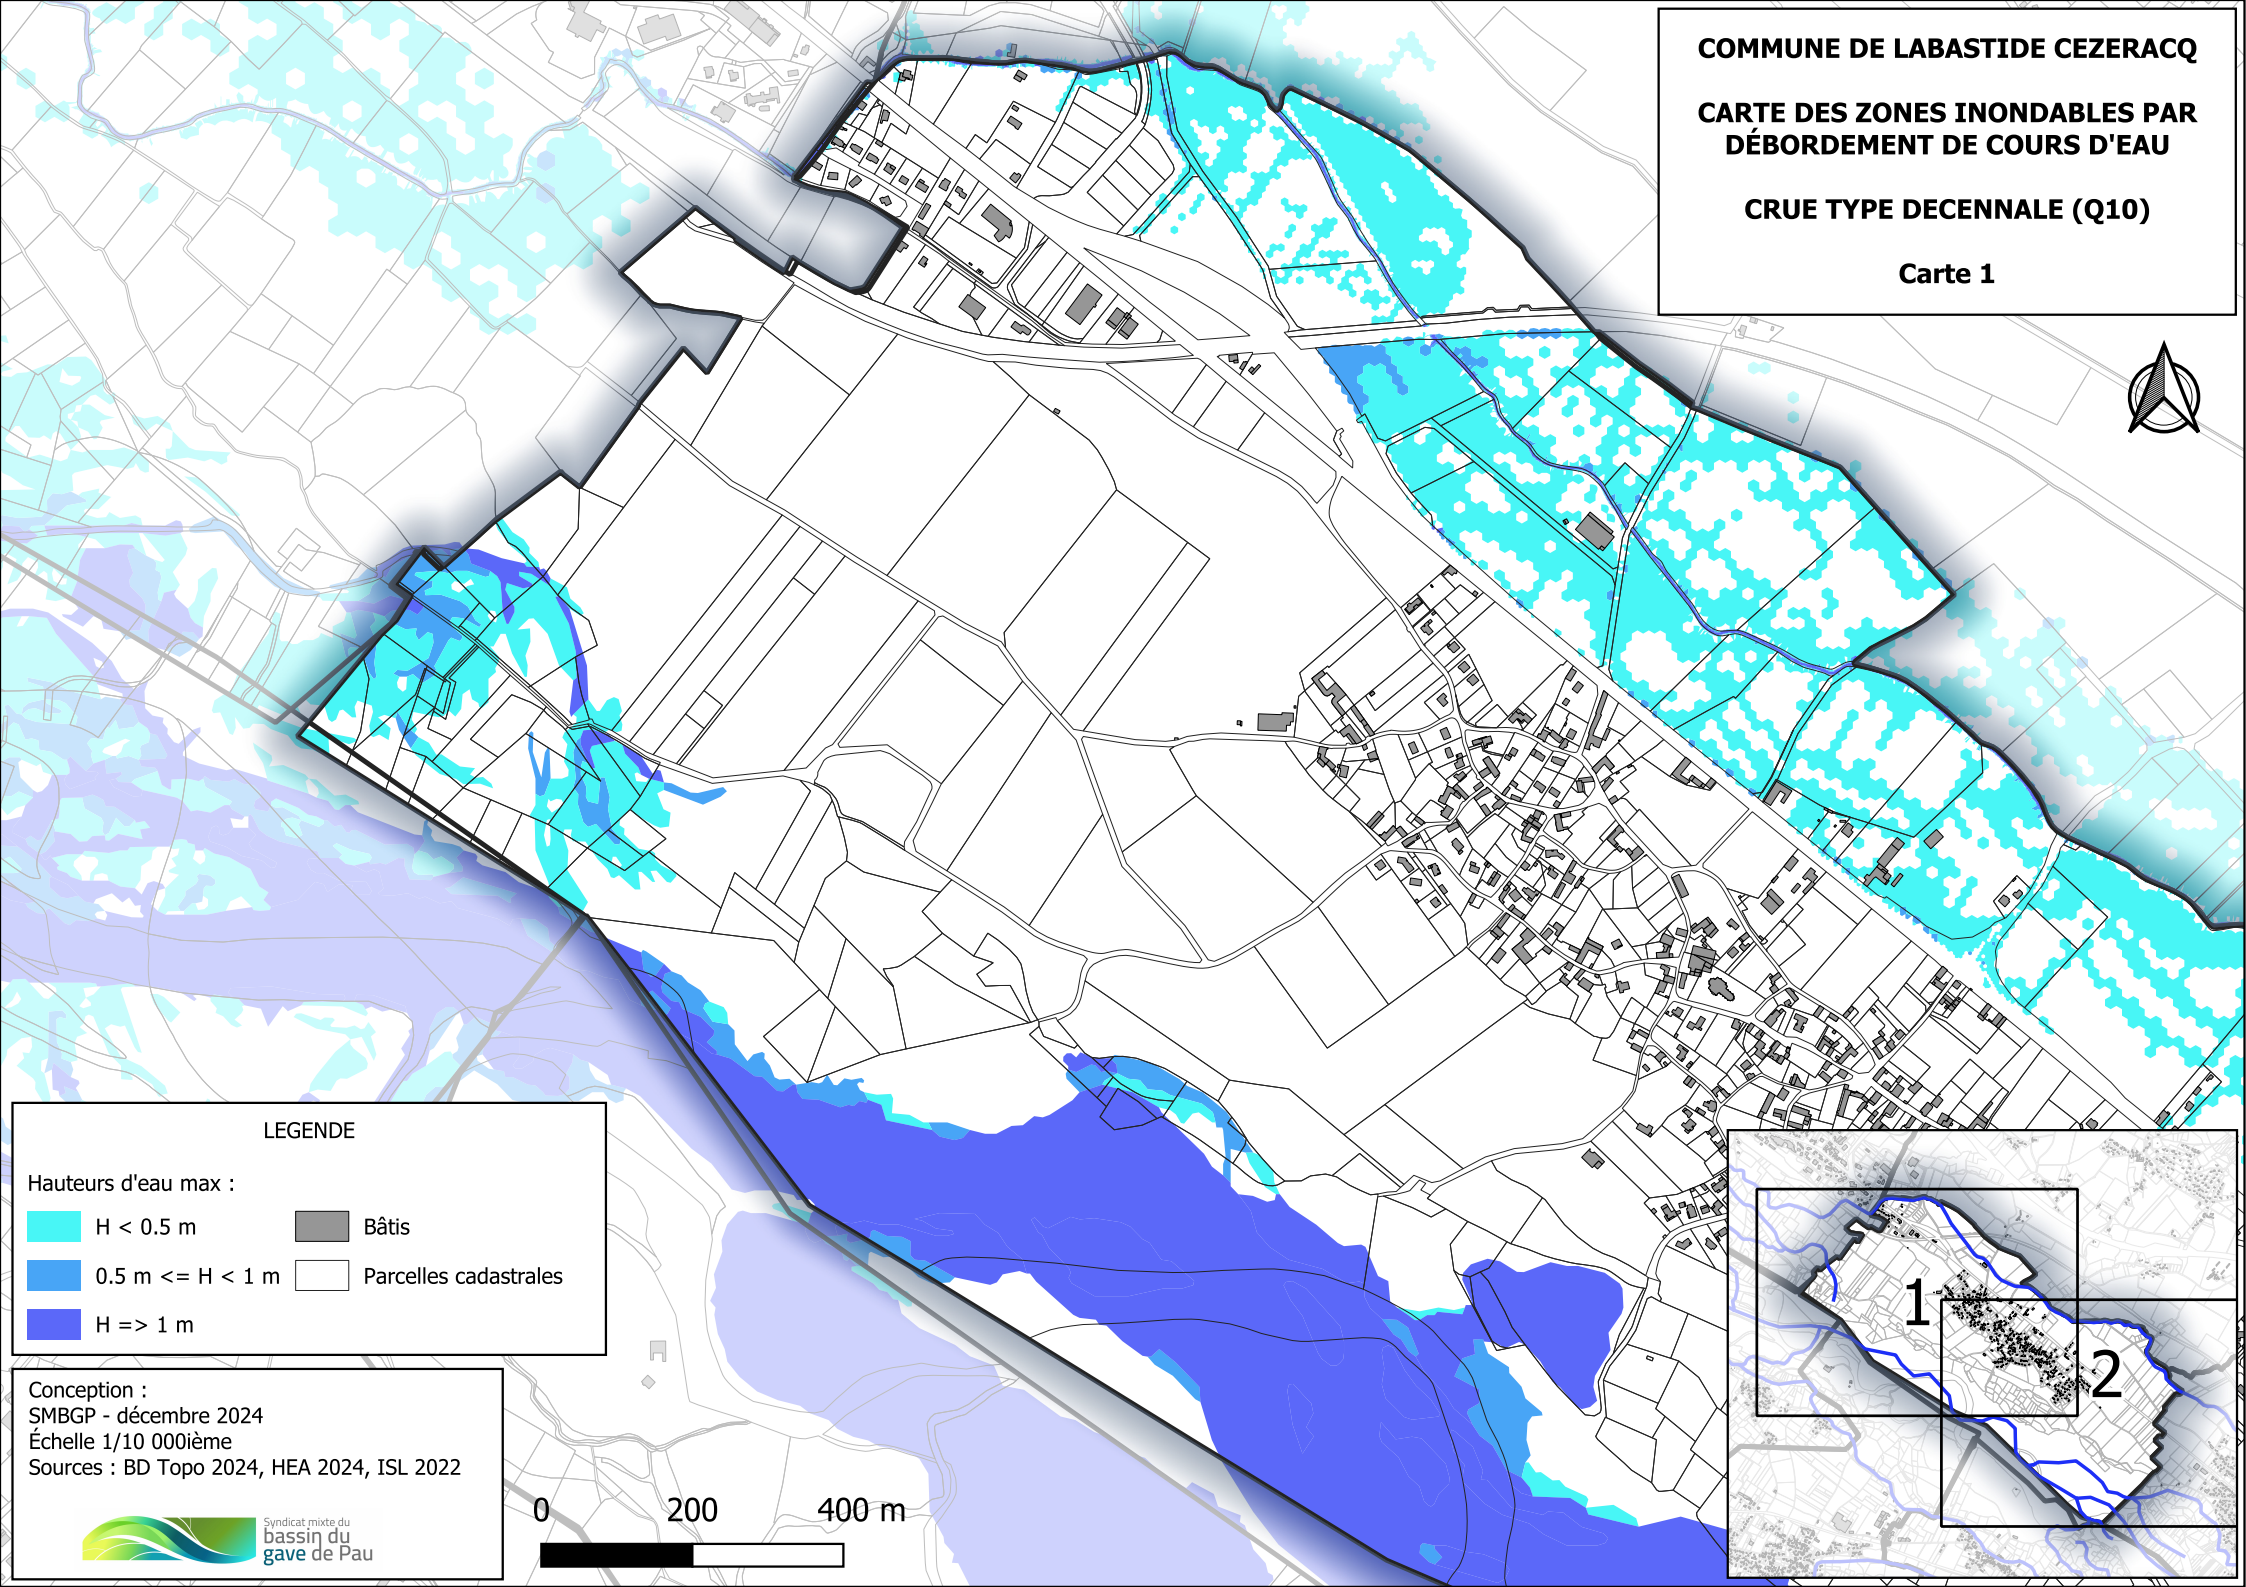 COMMUNE DE LABASTIDE CEZERACQ
CARTE DES ZONES INONDABLES PAR
DÉBORDEMENT DE COURS D'EAU
CRUE TYPE DECENNALE (Q10)
Carte 1
LEGENDE
Hauteurs d'eau max :
H < 0.5 m
Bâtis
0.5 m <= H < 1 m
Parcelles cadastrales
H => 1 m
Conception :
SMBGP - décembre 2024
Échelle 1/10 000ième
Sources : BD Topo 2024, HEA 2024, ISL 2022
Syndicat mixte du
bassin du
gave de Pau
0 200 400 m
1
2